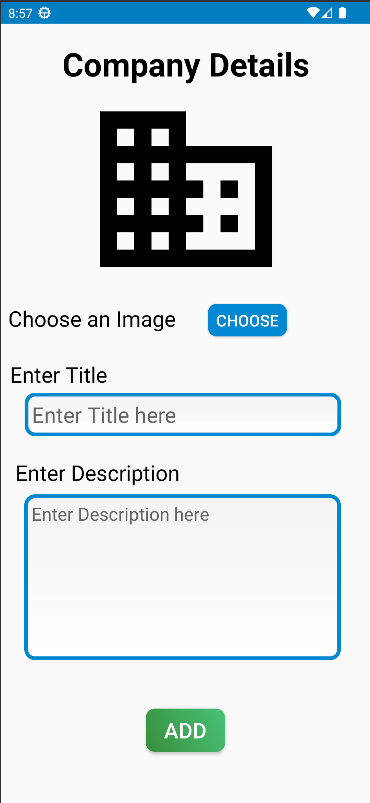 8:57
Company Details
Choose an Image CHOOSE
Enter Title
Enter Title here
Enter Description
Enter Description here
ADD